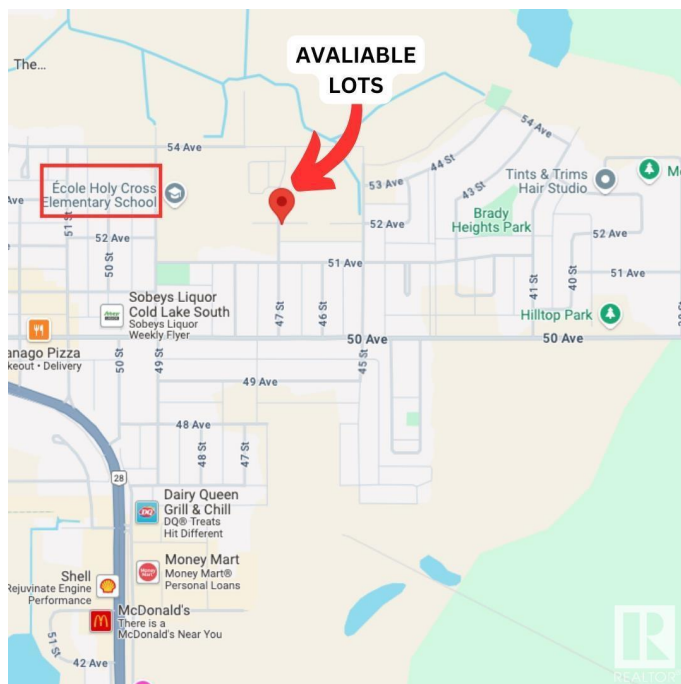 AVALIABLE
LOTS
The...
54 Ave
54 Ave
44 St
École Holy Cross
Elementary School
53 Ave
43 St
Tints & Trims
Hair Studio
Ave
51 St
52 Ave
50 St
52 Ave
Brady
Heights Park
52 Ave
51 Ave
51 Ave
41 St
40 St
Sobeys Liquor
Cold Lake South
Sobeys Liquor
Weekly Flyer
47 St
46 St
Hilltop Park
50 Ave
50 Ave
anago Pizza
keout • Delivery
50 St
49 St
45 St
49 Ave
48 Ave
48 St
47 St
28
Dairy Queen
Grill & Chill
DQ® Treats
Hit Different
DQ
Money Mart
Money Mart®
Personal Loans
Shell
Rejuvinate Engine
Performance
McDonald's
There is a
McDonald's Near You
51 St
42 Ave
R
REALTOR